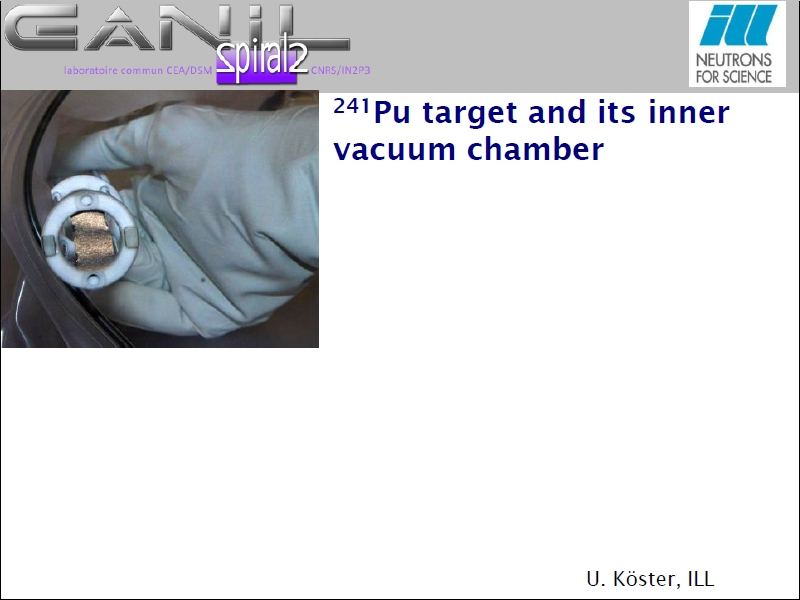 GANIL
spiral2
laboratoire commun CEA/DSM CNRS/IN2P3
ill
NEUTRONS
FOR SCIENCE
²⁴¹Pu target and its inner
vacuum chamber
U. Köster, ILL